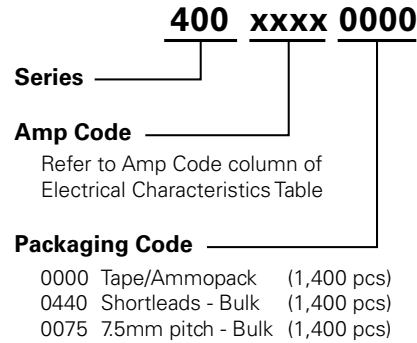 400 xxxx 0000
Series
Amp Code
Refer to Amp Code column of
Electrical Characteristics Table
Packaging Code
0000 Tape/Ammopack (1,400 pcs)
0440 Shortleads - Bulk (1,400 pcs)
0075 7.5mm pitch - Bulk (1,400 pcs)